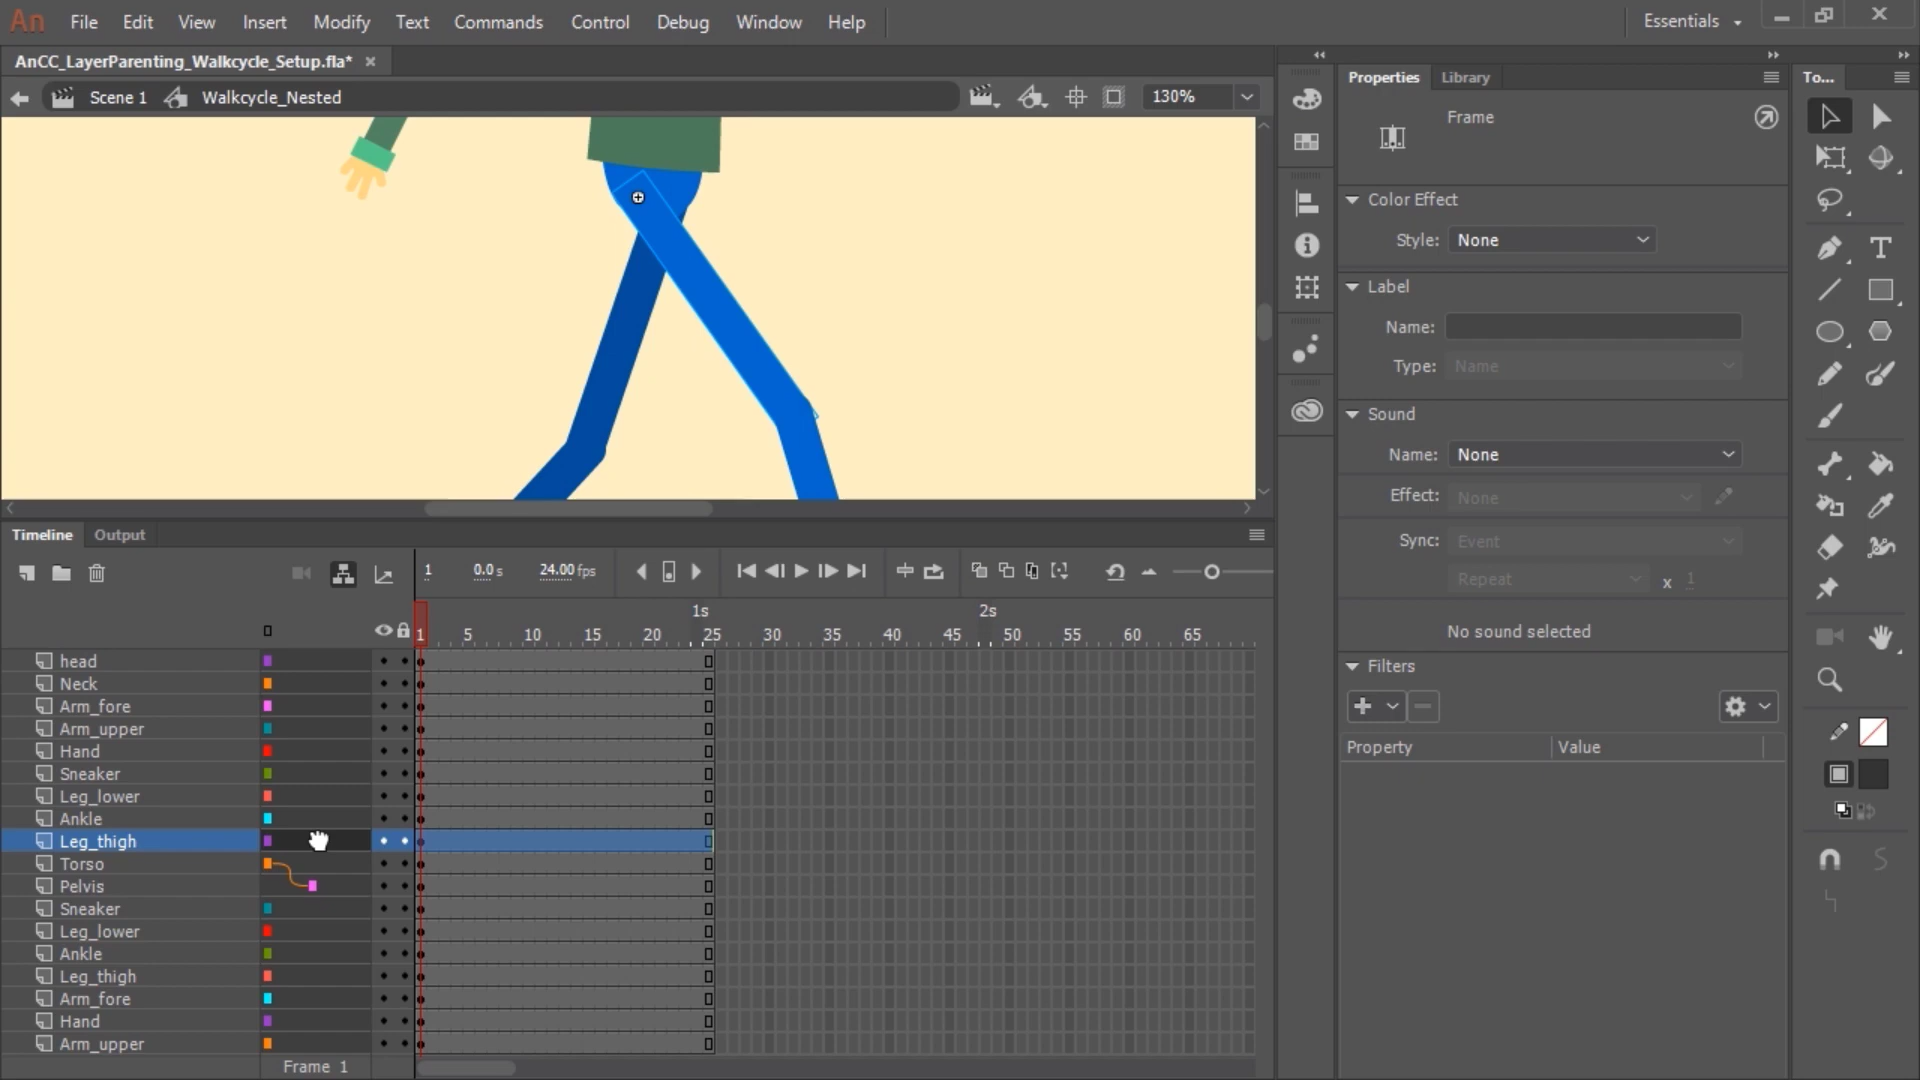 An File Edit View Insert Modify Text Commands Control Debug Window Help Essentials
AnCC_LayerParenting_Walkcycle_Setup.fla*
Scene 1 Walkcycle_Nested 130%
Properties Library
To...
Frame
Color Effect
Style: None
Label
Name:
Type: Name
Sound
Name: None
Effect: None
Sync: Event
Repeat x 1
No sound selected
Filters
Property Value
T
Timeline Output
1 0.0 s 24.00 fps
1s 2s
1 5 10 15 20 25 30 35 40 45 50 55 60 65
head
Neck
Arm_fore
Arm_upper
Hand
Sneaker
Leg_lower
Ankle
Leg_thigh
Torso
Pelvis
Sneaker
Leg_lower
Ankle
Leg_thigh
Arm_fore
Hand
Arm_upper
Frame 1